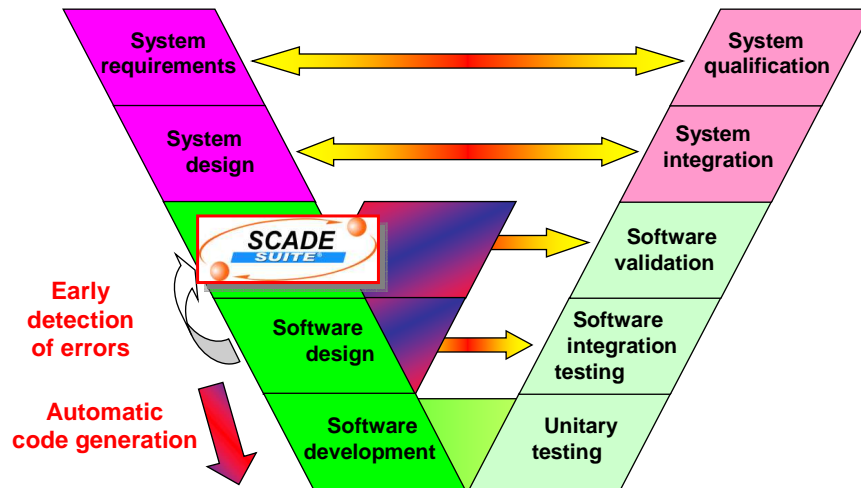 System
requirements
System
qualification
System
design
System
integration
SCADE
SUITE®
Software
validation
Early
detection
of errors
Software
design
Software
integration
testing
Automatic
code generation
Software
development
Unitary
testing